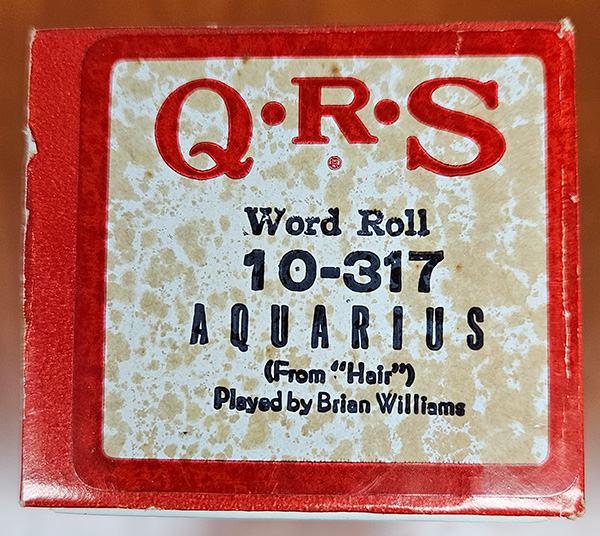 Q·R·S
®
Word Roll
10-317
AQUARIUS
(From "Hair")
Played by Brian Williams